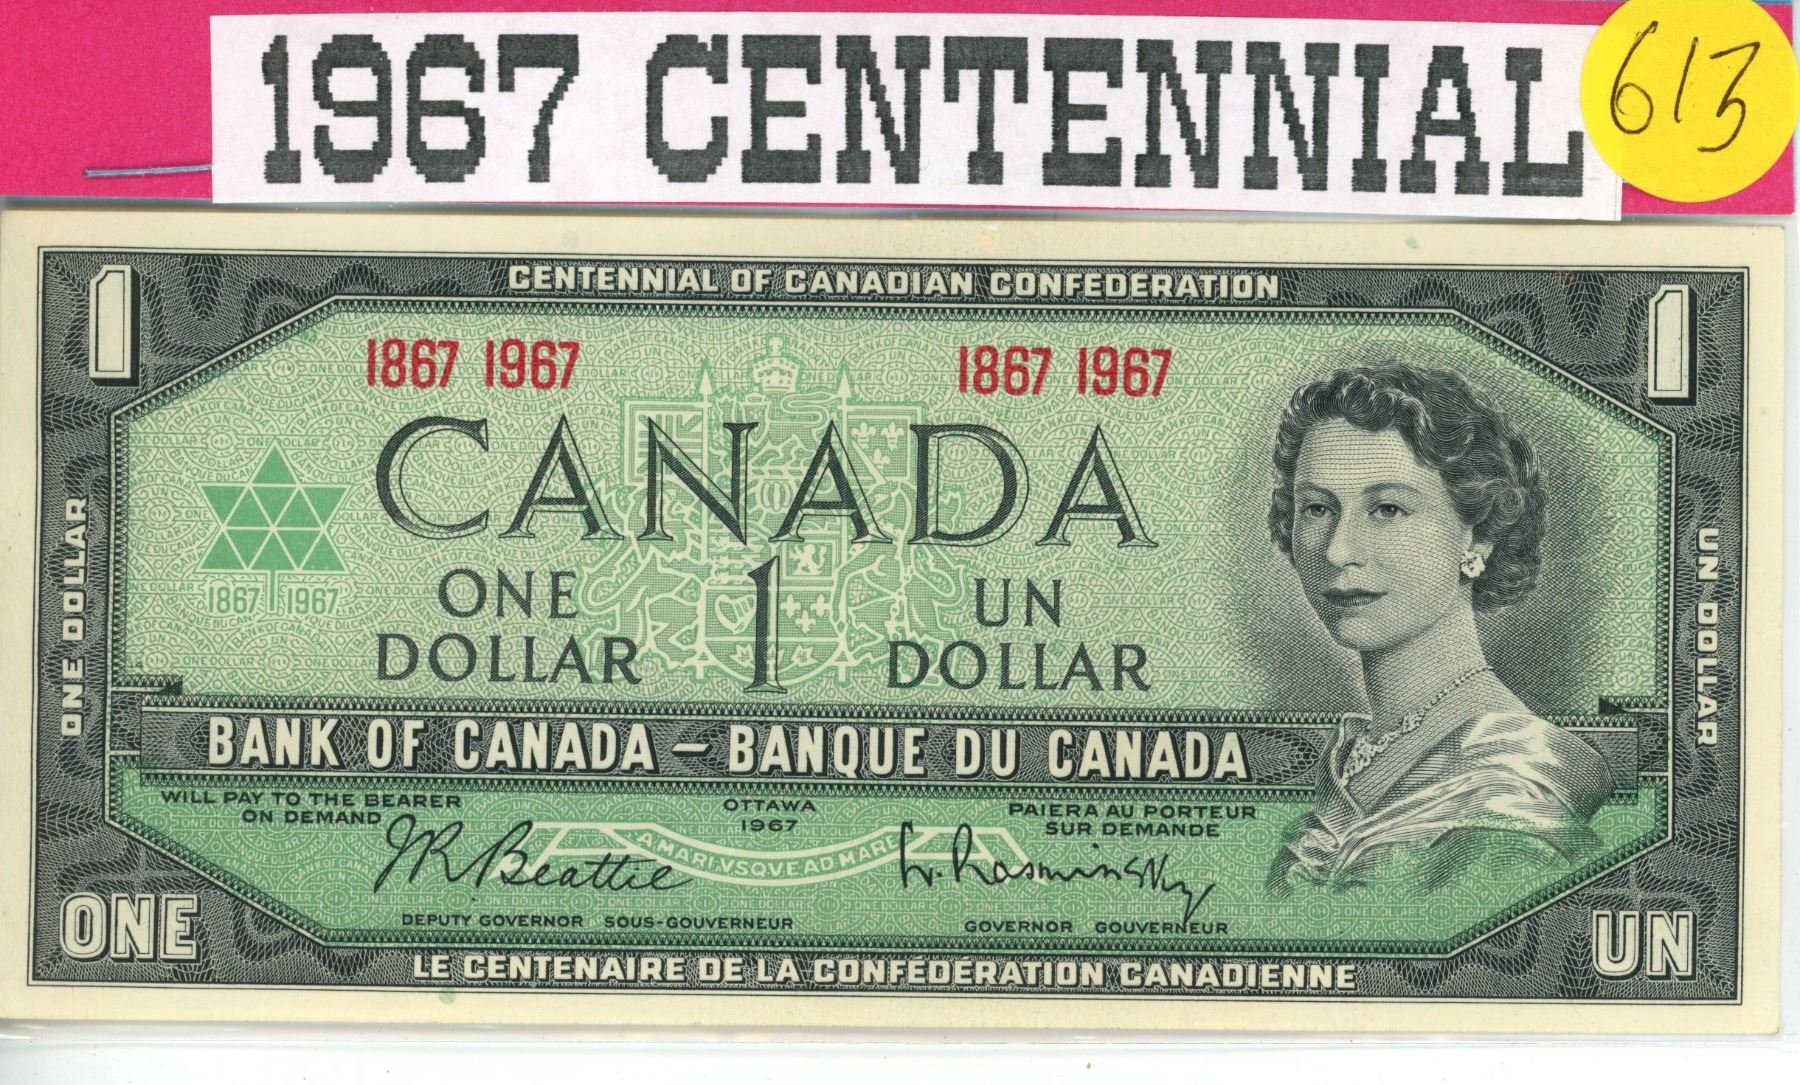 1967 CENTENNIAL
613
1
CENTENNIAL OF CANADIAN CONFEDERATION
1
1867 1967
1867 1967
CANADA
ONE DOLLAR
1867 1967
ONE
DOLLAR
1
UN
DOLLAR
UN DOLLAR
BANK OF CANADA – BANQUE DU CANADA
WILL PAY TO THE BEARER
ON DEMAND
OTTAWA
1967
PAIERA AU PORTEUR
SUR DEMANDE
A MARI VSQVE AD MARE
JR Beattie
L. Rasminsky
DEPUTY GOVERNOR SOUS-GOUVERNEUR
GOVERNOR GOUVERNEUR
ONE
UN
LE CENTENAIRE DE LA CONFÉDÉRATION CANADIENNE